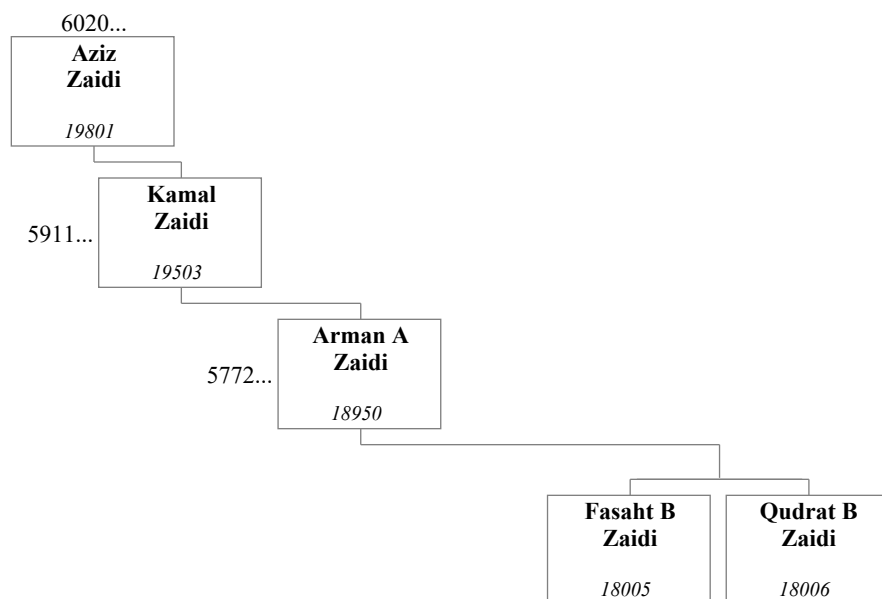 6020...
Aziz
Zaidi
19801
Kamal
Zaidi
5911...
19503
Arman A
Zaidi
5772...
18950
Fasaht B
Zaidi
18005
Qudrat B
Zaidi
18006